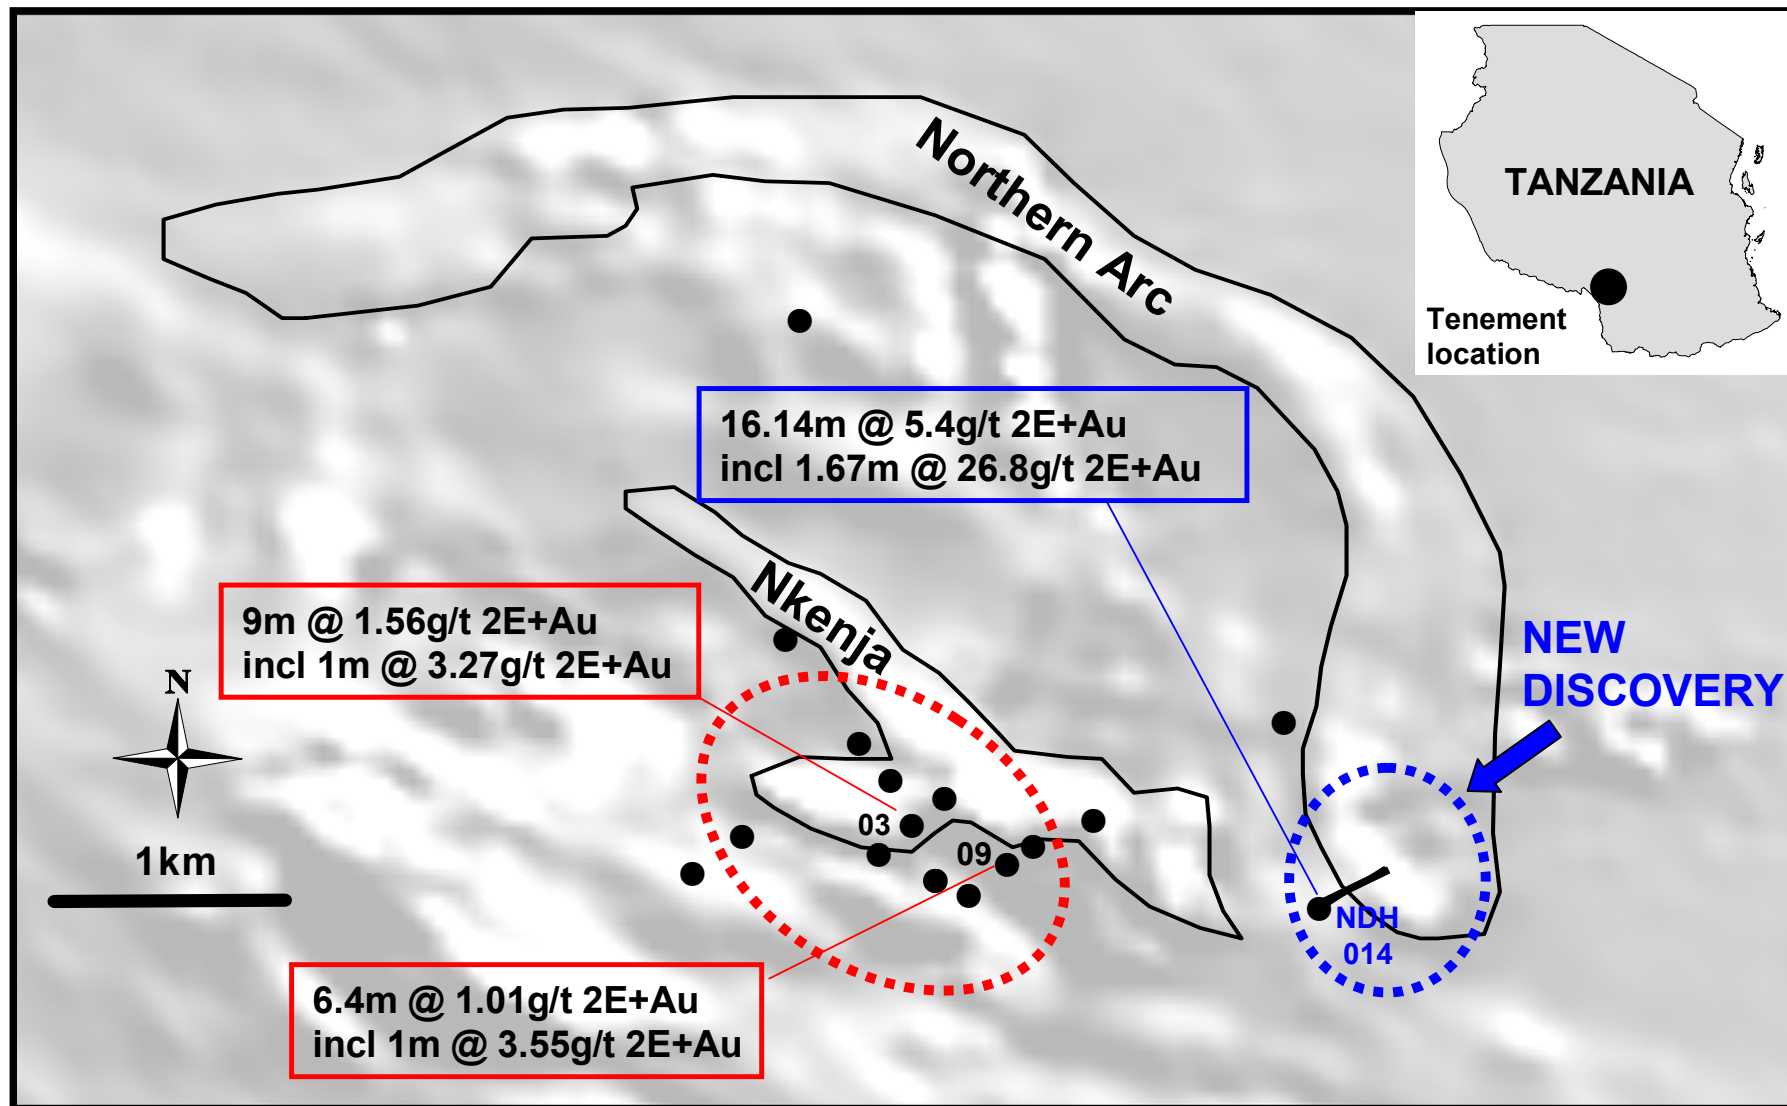 Northern Arc
TANZANIA
Tenement
location
16.14m @ 5.4g/t 2E+Au
incl 1.67m @ 26.8g/t 2E+Au
Nkenja
9m @ 1.56g/t 2E+Au
incl 1m @ 3.27g/t 2E+Au
NEW
DISCOVERY
N
1km
03
09
NDH
014
6.4m @ 1.01g/t 2E+Au
incl 1m @ 3.55g/t 2E+Au